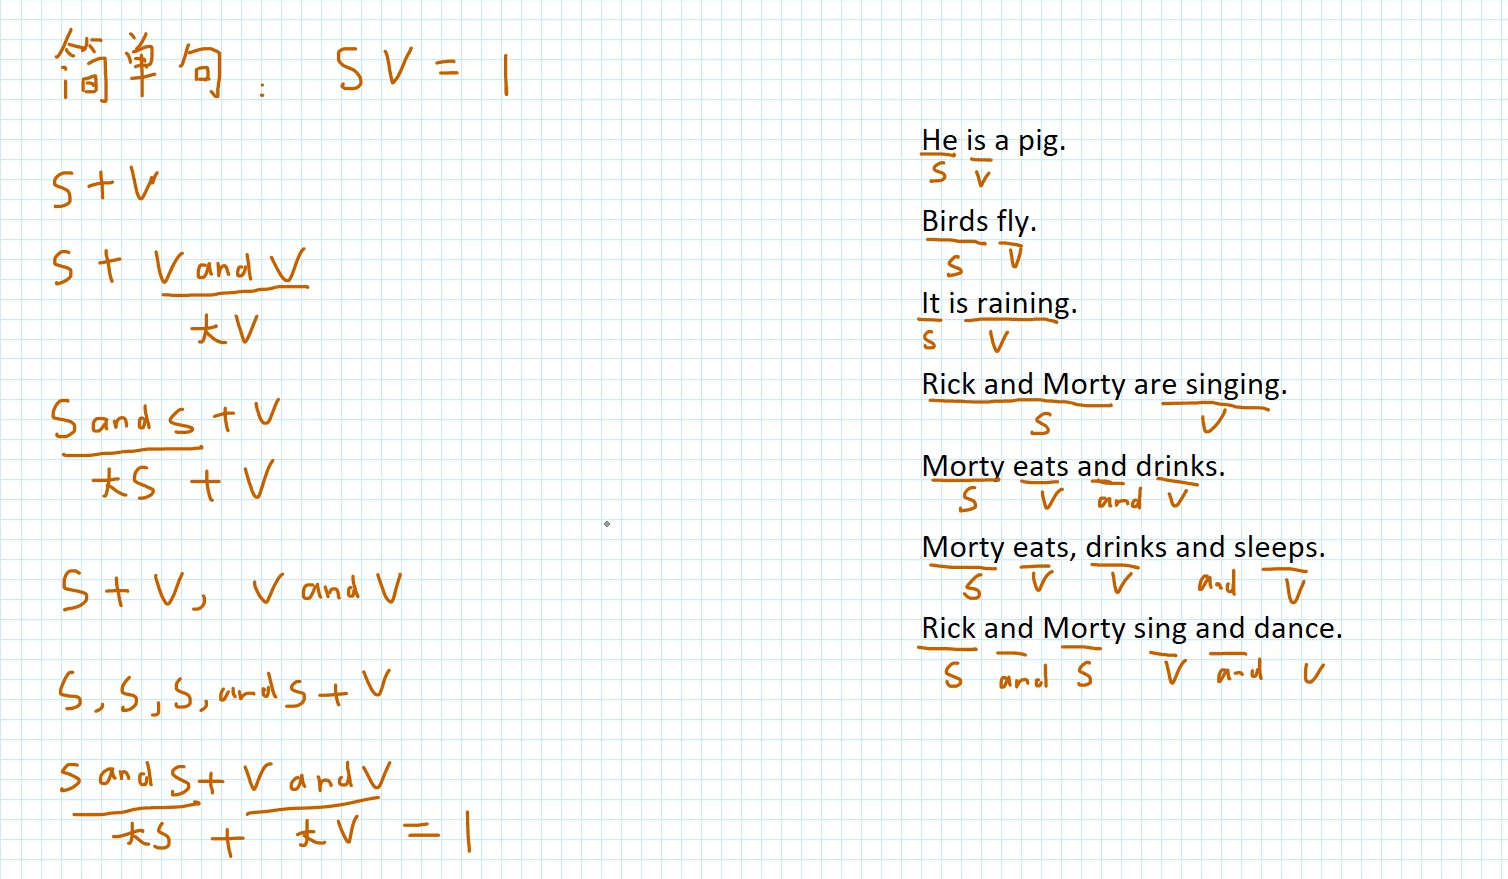 简单句: SV = 1
S + V
S + V and V
大V
S and S + V
大S + V
S + V, V and V
S, S, S, and S + V
S and S + V and V
大S + 大V = 1
He is a pig.
S V
Birds fly.
S V
It is raining.
S V
Rick and Morty are singing.
S V
Morty eats and drinks.
S V and V
Morty eats, drinks and sleeps.
S V V and V
Rick and Morty sing and dance.
S and S V and V